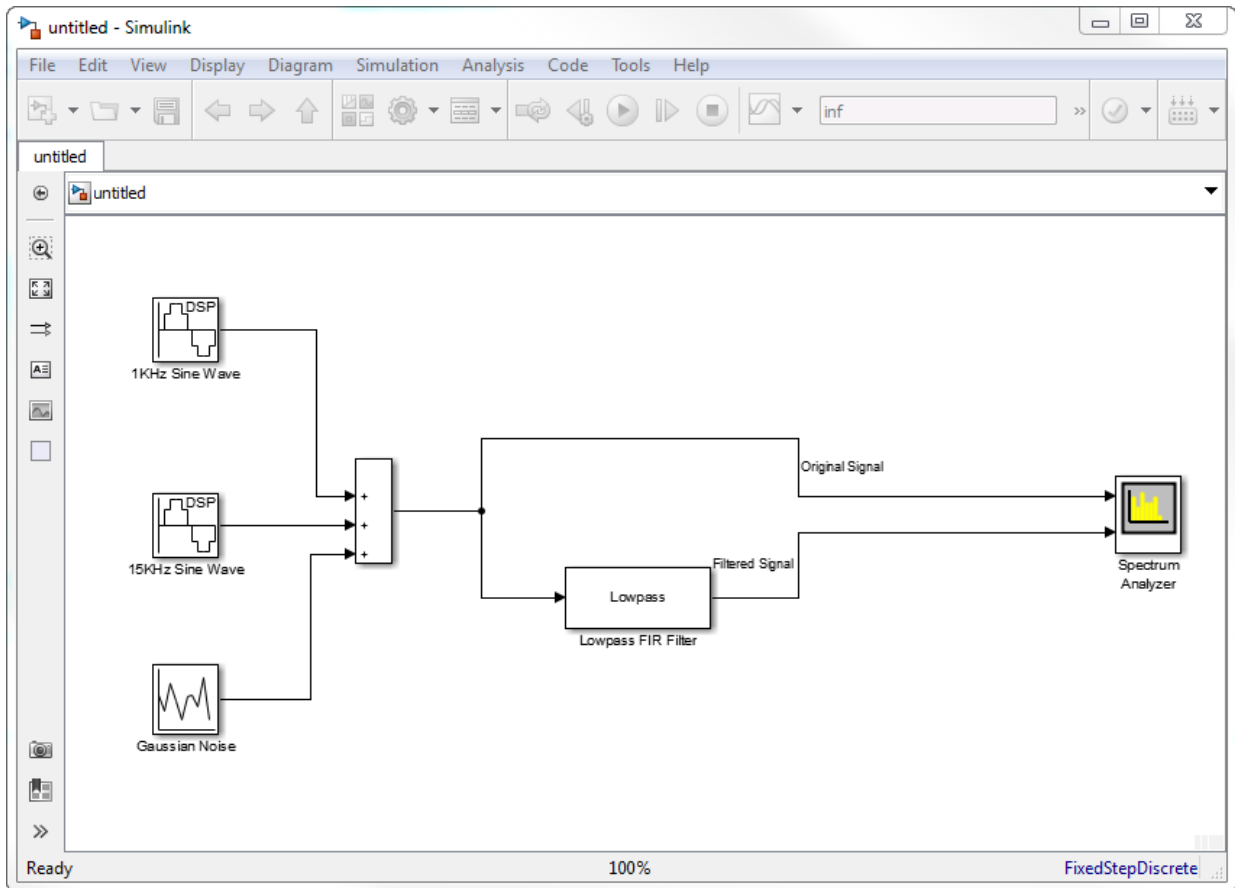 untitled - Simulink
File Edit View Display Diagram Simulation Analysis Code Tools Help
inf
untitled
untitled
DSP
1KHz Sine Wave
Original Signal
DSP
15KHz Sine Wave
+
+
+
Filtered Signal
Spectrum
Analyzer
Lowpass
Lowpass FIR Filter
Gaussian Noise
Ready 100% FixedStepDiscrete